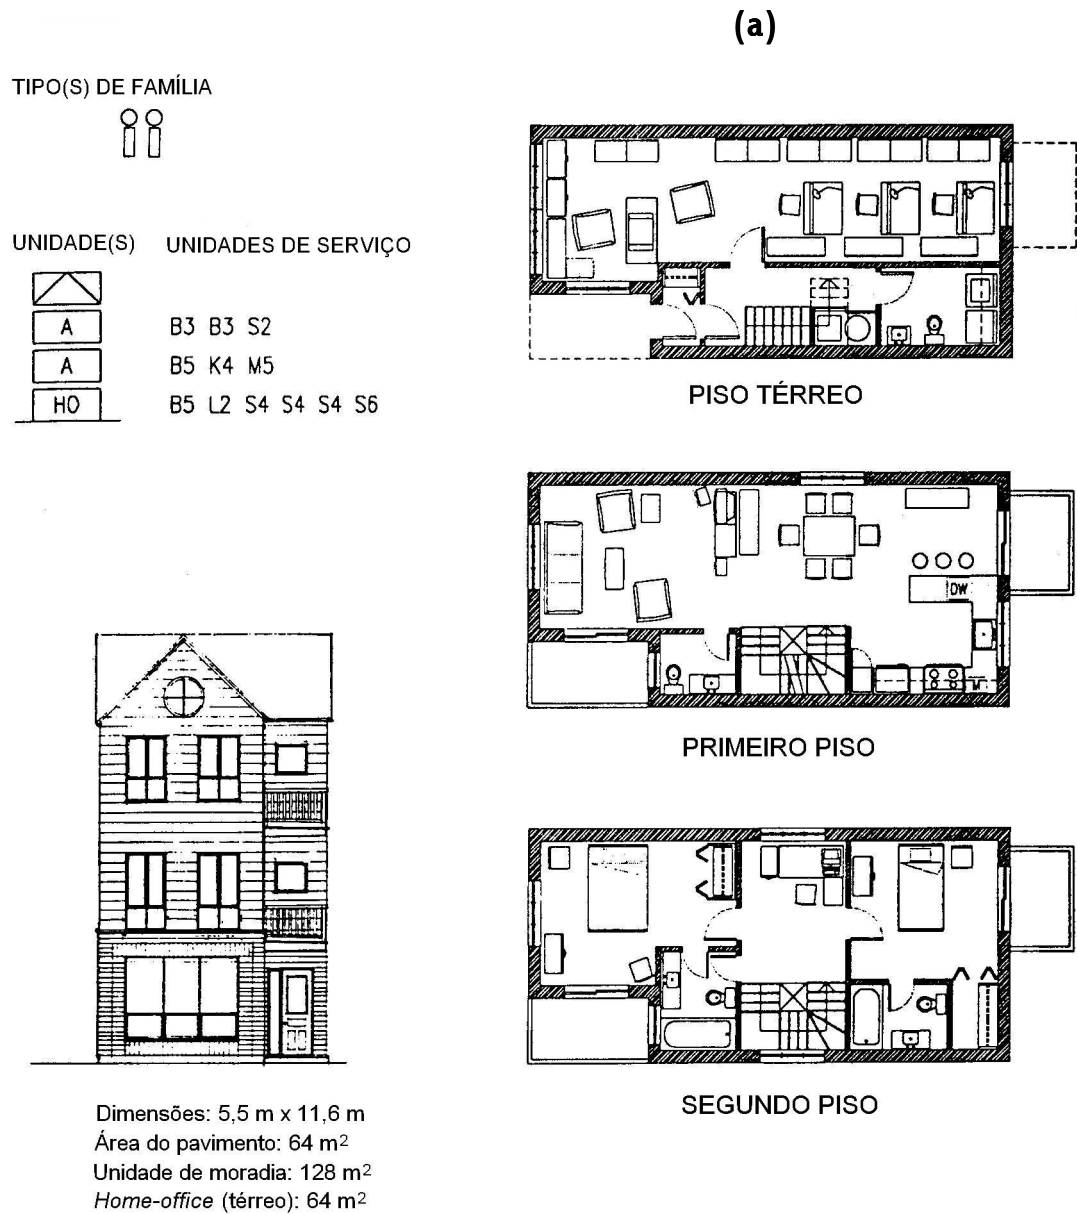 (a)
TIPO(S) DE FAMÍLIA
UNIDADE(S) UNIDADES DE SERVIÇO
A B3 B3 S2
A B5 K4 M5
HO B5 L2 S4 S4 S4 S6
PISO TÉRREO
DW
M
PRIMEIRO PISO
SEGUNDO PISO
Dimensões: 5,5 m x 11,6 m
Área do pavimento: 64 m²
Unidade de moradia: 128 m²
Home-office (térreo): 64 m²